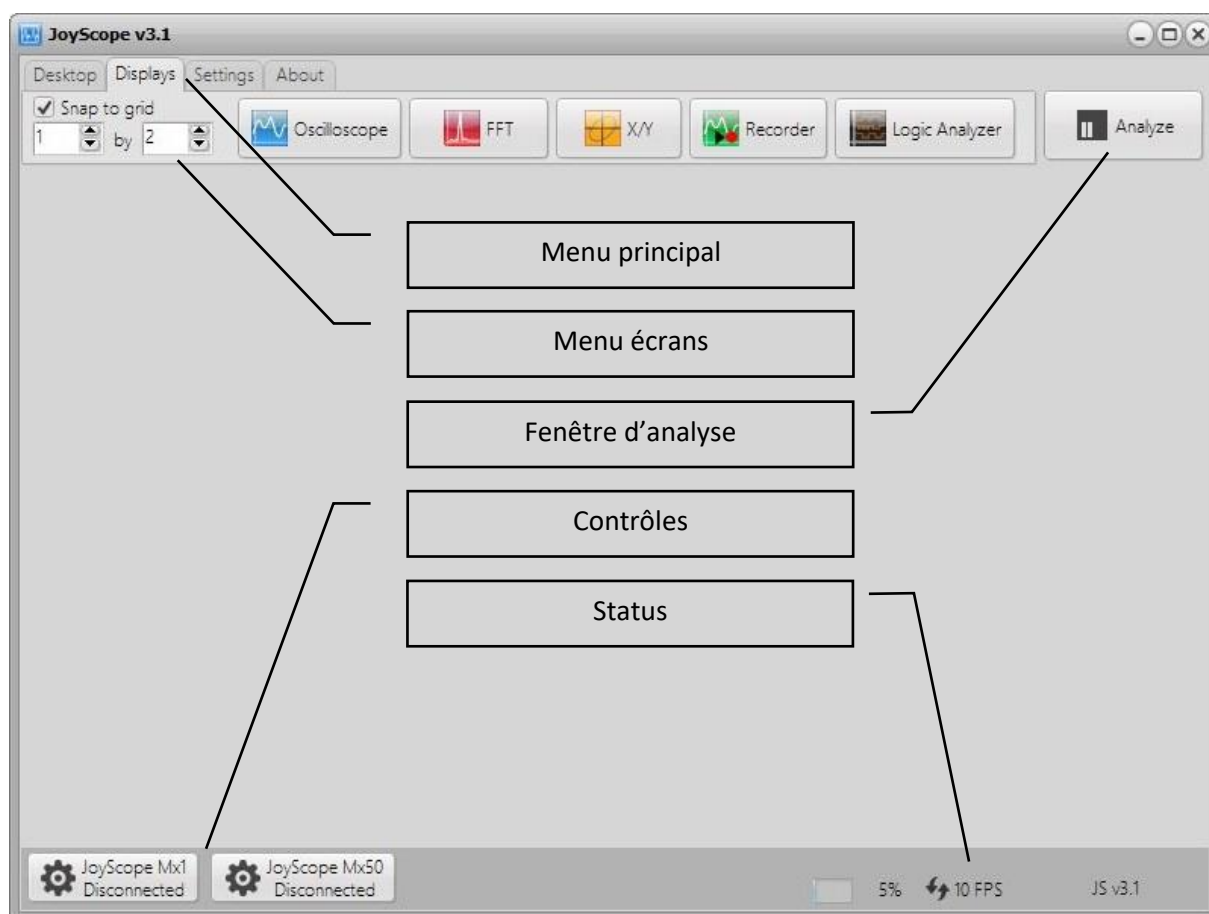 JoyScope v3.1
Desktop Displays Settings About
Snap to grid
1 by 2
Oscilloscope FFT X/Y Recorder Logic Analyzer Analyze
Menu principal
Menu écrans
Fenêtre d’analyse
Contrôles
Status
JoyScope Mx1
Disconnected
JoyScope Mx50
Disconnected
5% 10 FPS JS v3.1